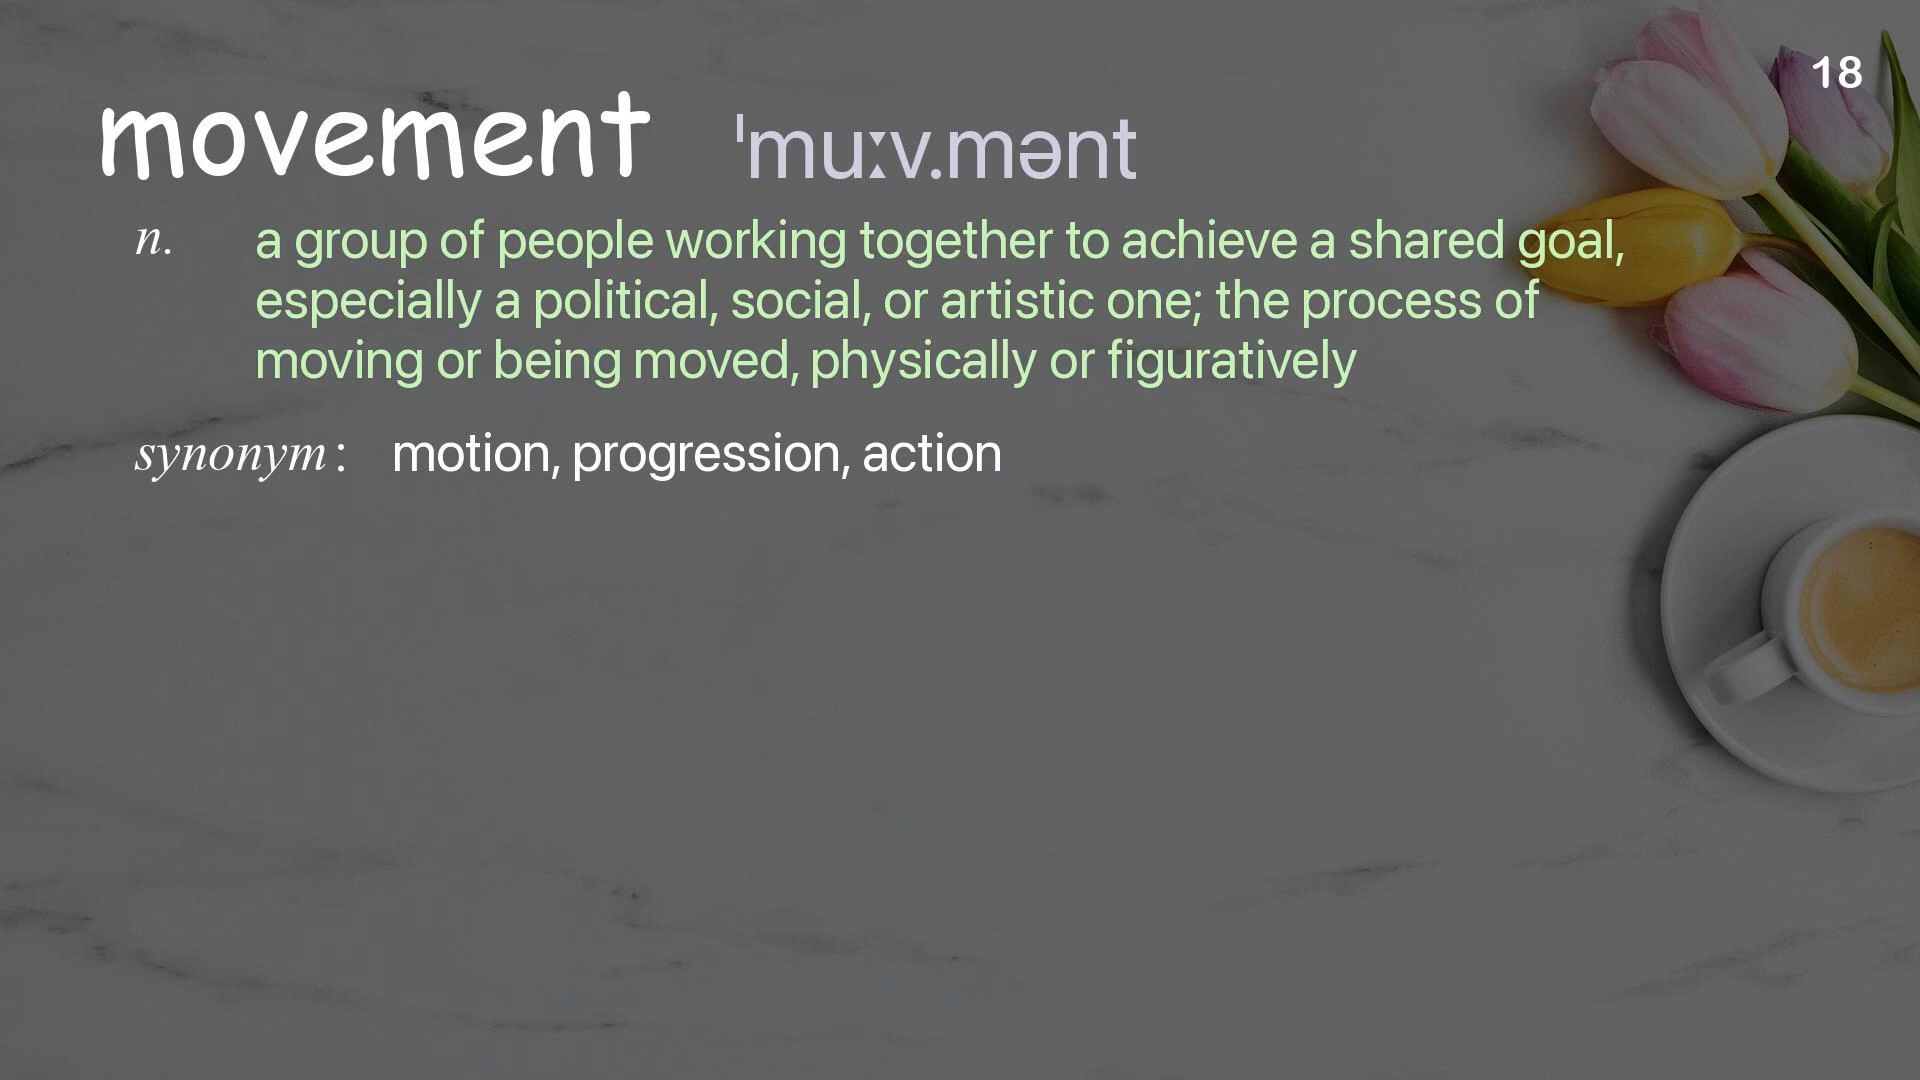 18
movement ˈmuːv.mənt
n. a group of people working together to achieve a shared goal,
especially a political, social, or artistic one; the process of
moving or being moved, physically or figuratively
synonym : motion, progression, action